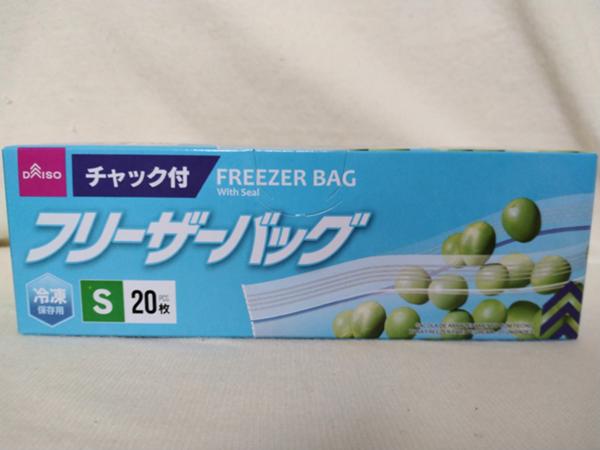 DAISO
チャック付
FREEZER BAG
With Seal
フリーザーバッグ
冷凍
保存用
S
20 PCS.
枚